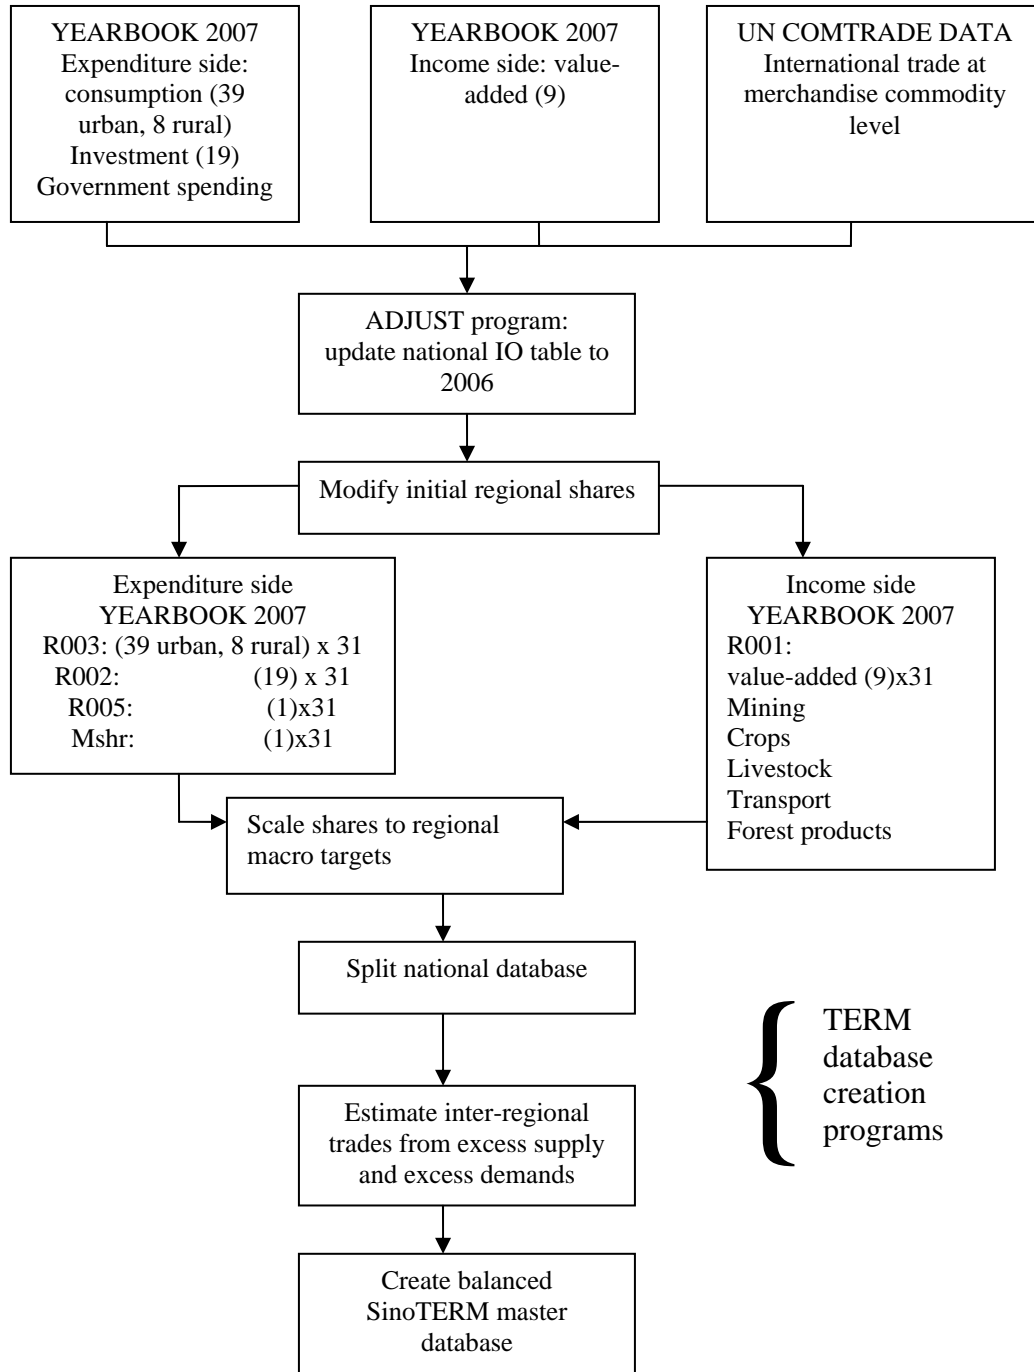 YEARBOOK 2007
Expenditure side:
consumption (39
urban, 8 rural)
Investment (19)
Government spending
YEARBOOK 2007
Income side: value-
added (9)
UN COMTRADE DATA
International trade at
merchandise commodity
level
ADJUST program:
update national IO table to
2006
Modify initial regional shares
Expenditure side
YEARBOOK 2007
R003: (39 urban, 8 rural) x 31
R002: (19) x 31
R005: (1)x31
Mshr: (1)x31
Income side
YEARBOOK 2007
R001:
value-added (9)x31
Mining
Crops
Livestock
Transport
Forest products
Scale shares to regional
macro targets
Split national database
TERM
database
creation
programs
Estimate inter-regional
trades from excess supply
and excess demands
Create balanced
SinoTERM master
database